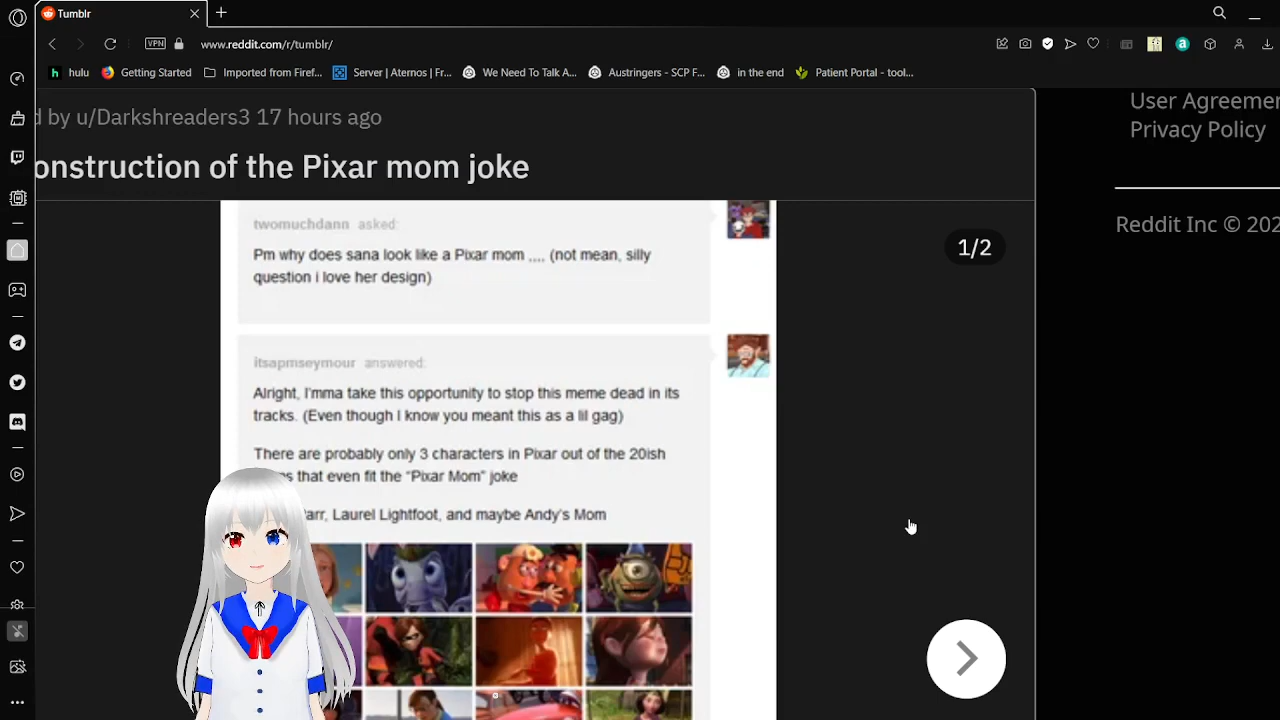 Tumblr
VPN
www.reddit.com/r/tumblr/
hulu
Getting Started
Imported from Firef...
Server | Aternos | Fr...
We Need To Talk A...
Austringers - SCP F...
in the end
Patient Portal - tool...
d by u/Darkshreaders3 17 hours ago
onstruction of the Pixar mom joke
User Agreemen
Privacy Policy
Reddit Inc © 202
1/2
twomuchdann asked:
Pm why does sana look like a Pixar mom .... (not mean, silly
question i love her design)
itsapmseymour answered:
Alright, I'mma take this opportunity to stop this meme dead in its
tracks. (Even though I know you meant this as a lil gag)
There are probably only 3 characters in Pixar out of the 20ish
s that even fit the “Pixar Mom” joke
arr, Laurel Lightfoot, and maybe Andy's Mom